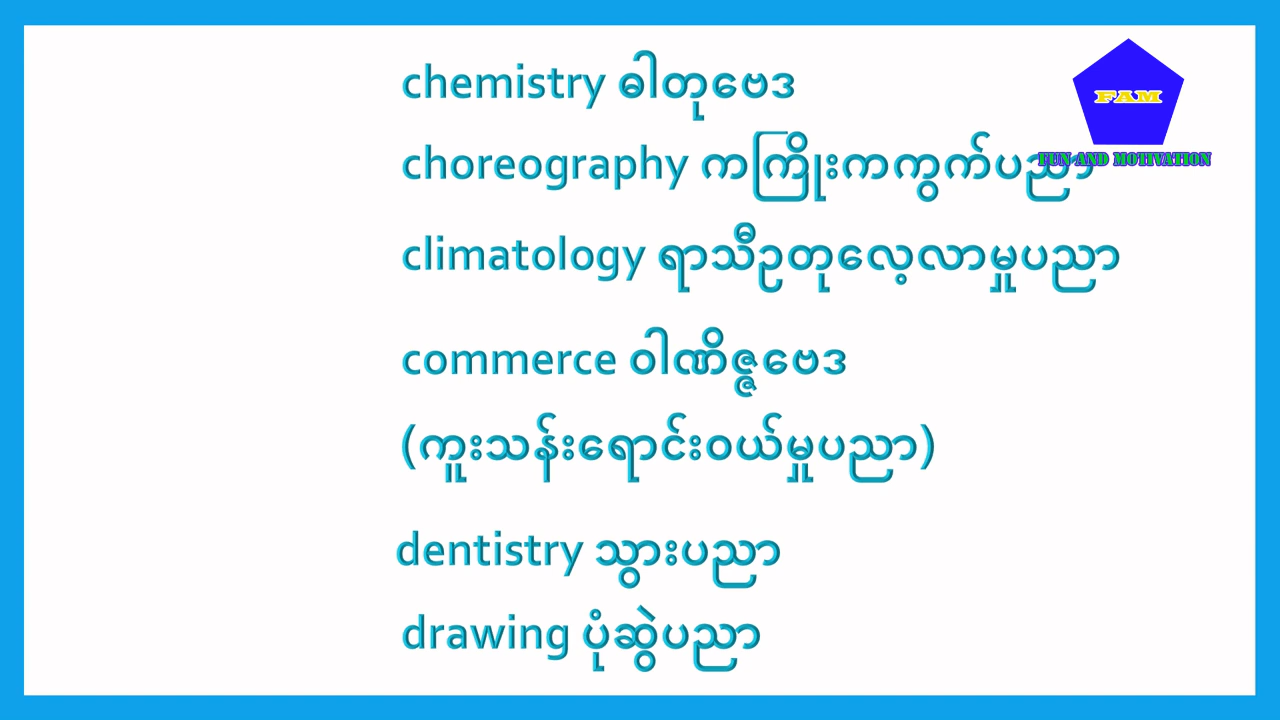 chemistry ဓါတုဗေဒ
FAM
choreography ကကြိုးကကွက်ပညာ
FUN AND MOTIVATION
climatology ရာသီဥတုလေ့လာမှုပညာ
commerce ဝါဏိဇ္ဇဗေဒ
(ကူးသန်းရောင်းဝယ်မှုပညာ)
dentistry သွားပညာ
drawing ပုံဆွဲပညာ